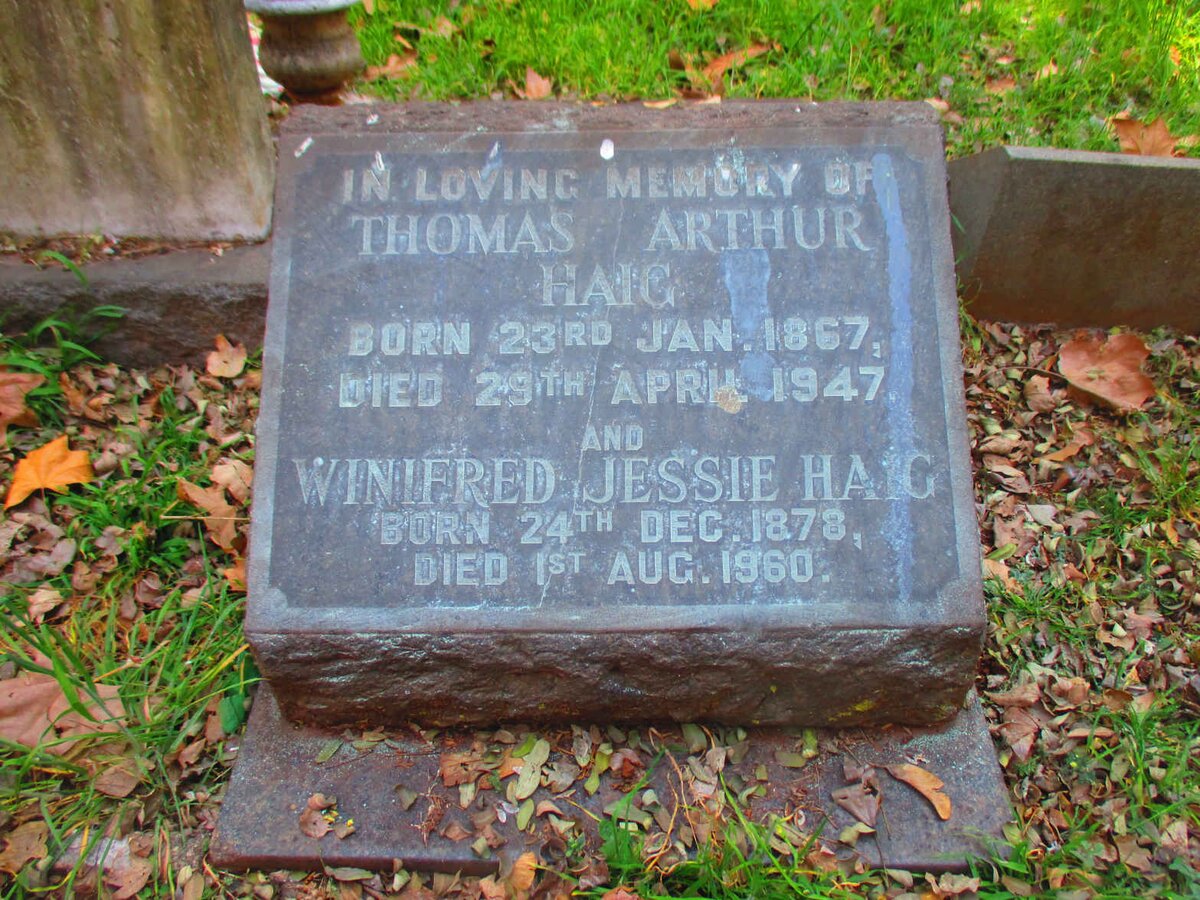 IN LOVING MEMORY OF
THOMAS ARTHUR
HAIG
BORN 23RD JAN. 1867,
DIED 29TH APRIL 1947
AND
WINIFRED JESSIE HAIG
BORN 24TH DEC. 1878,
DIED 1ST AUG. 1960.